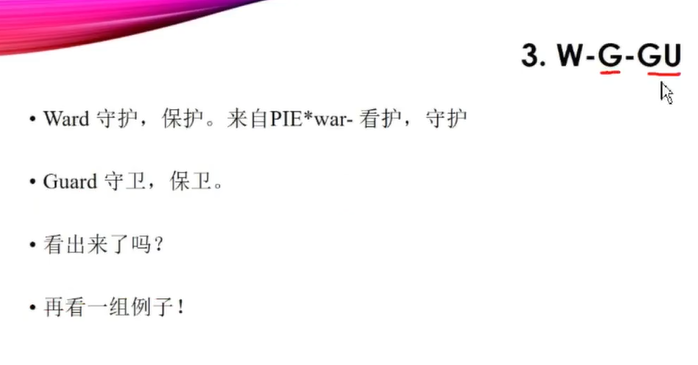 3. W-G-GU
• Ward 守护，保护。来自PIE*war- 看护，守护
• Guard 守卫，保卫。
• 看出来了吗？
• 再看一组例子！